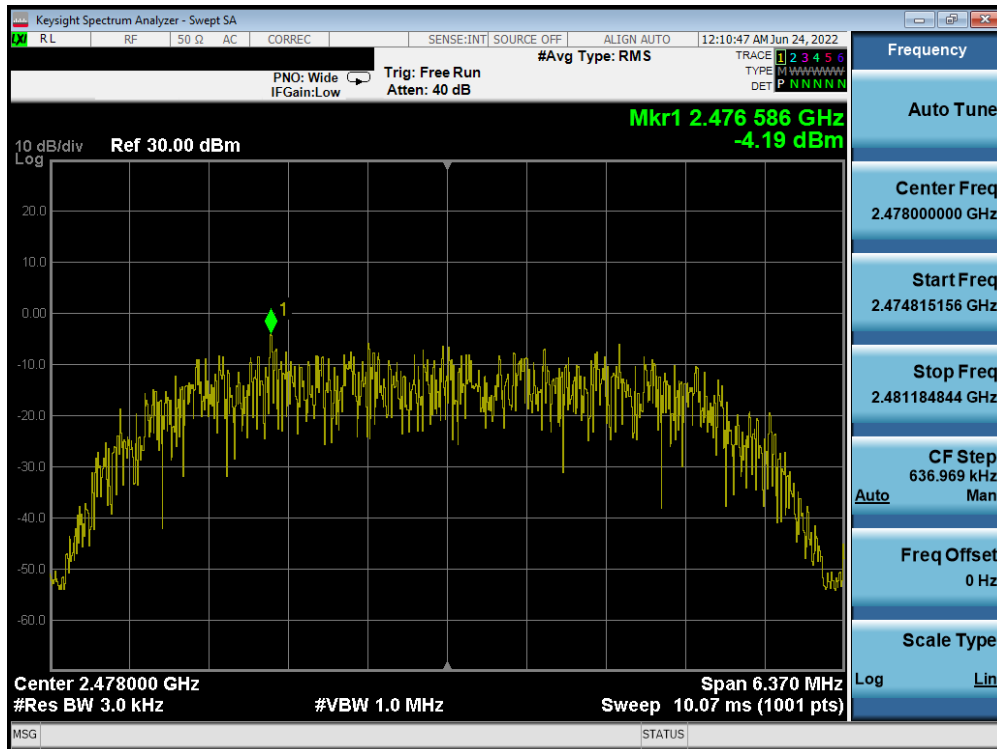 Keysight Spectrum Analyzer - Swept SA
LXI RL RF 50 Ω AC CORREC SENSE:INT SOURCE OFF ALIGN AUTO 12:10:47 AM Jun 24, 2022
PNO: Wide Trig: Free Run #Avg Type: RMS TRACE 1 2 3 4 5 6
IFGain:Low Atten: 40 dB TYPE M WWWWW
DET P N N N N N
Mkr1 2.476 586 GHz
-4.19 dBm
10 dB/div Ref 30.00 dBm
Log
20.0
10.0
1
0.00
-10.0
-20.0
-30.0
-40.0
-50.0
-60.0
Center 2.478000 GHz Span 6.370 MHz
#Res BW 3.0 kHz #VBW 1.0 MHz Sweep 10.07 ms (1001 pts)
MSG STATUS
Frequency
Auto Tune
Center Freq
2.478000000 GHz
Start Freq
2.474815156 GHz
Stop Freq
2.481184844 GHz
CF Step
636.969 kHz
Auto Man
Freq Offset
0 Hz
Scale Type
Log Lin